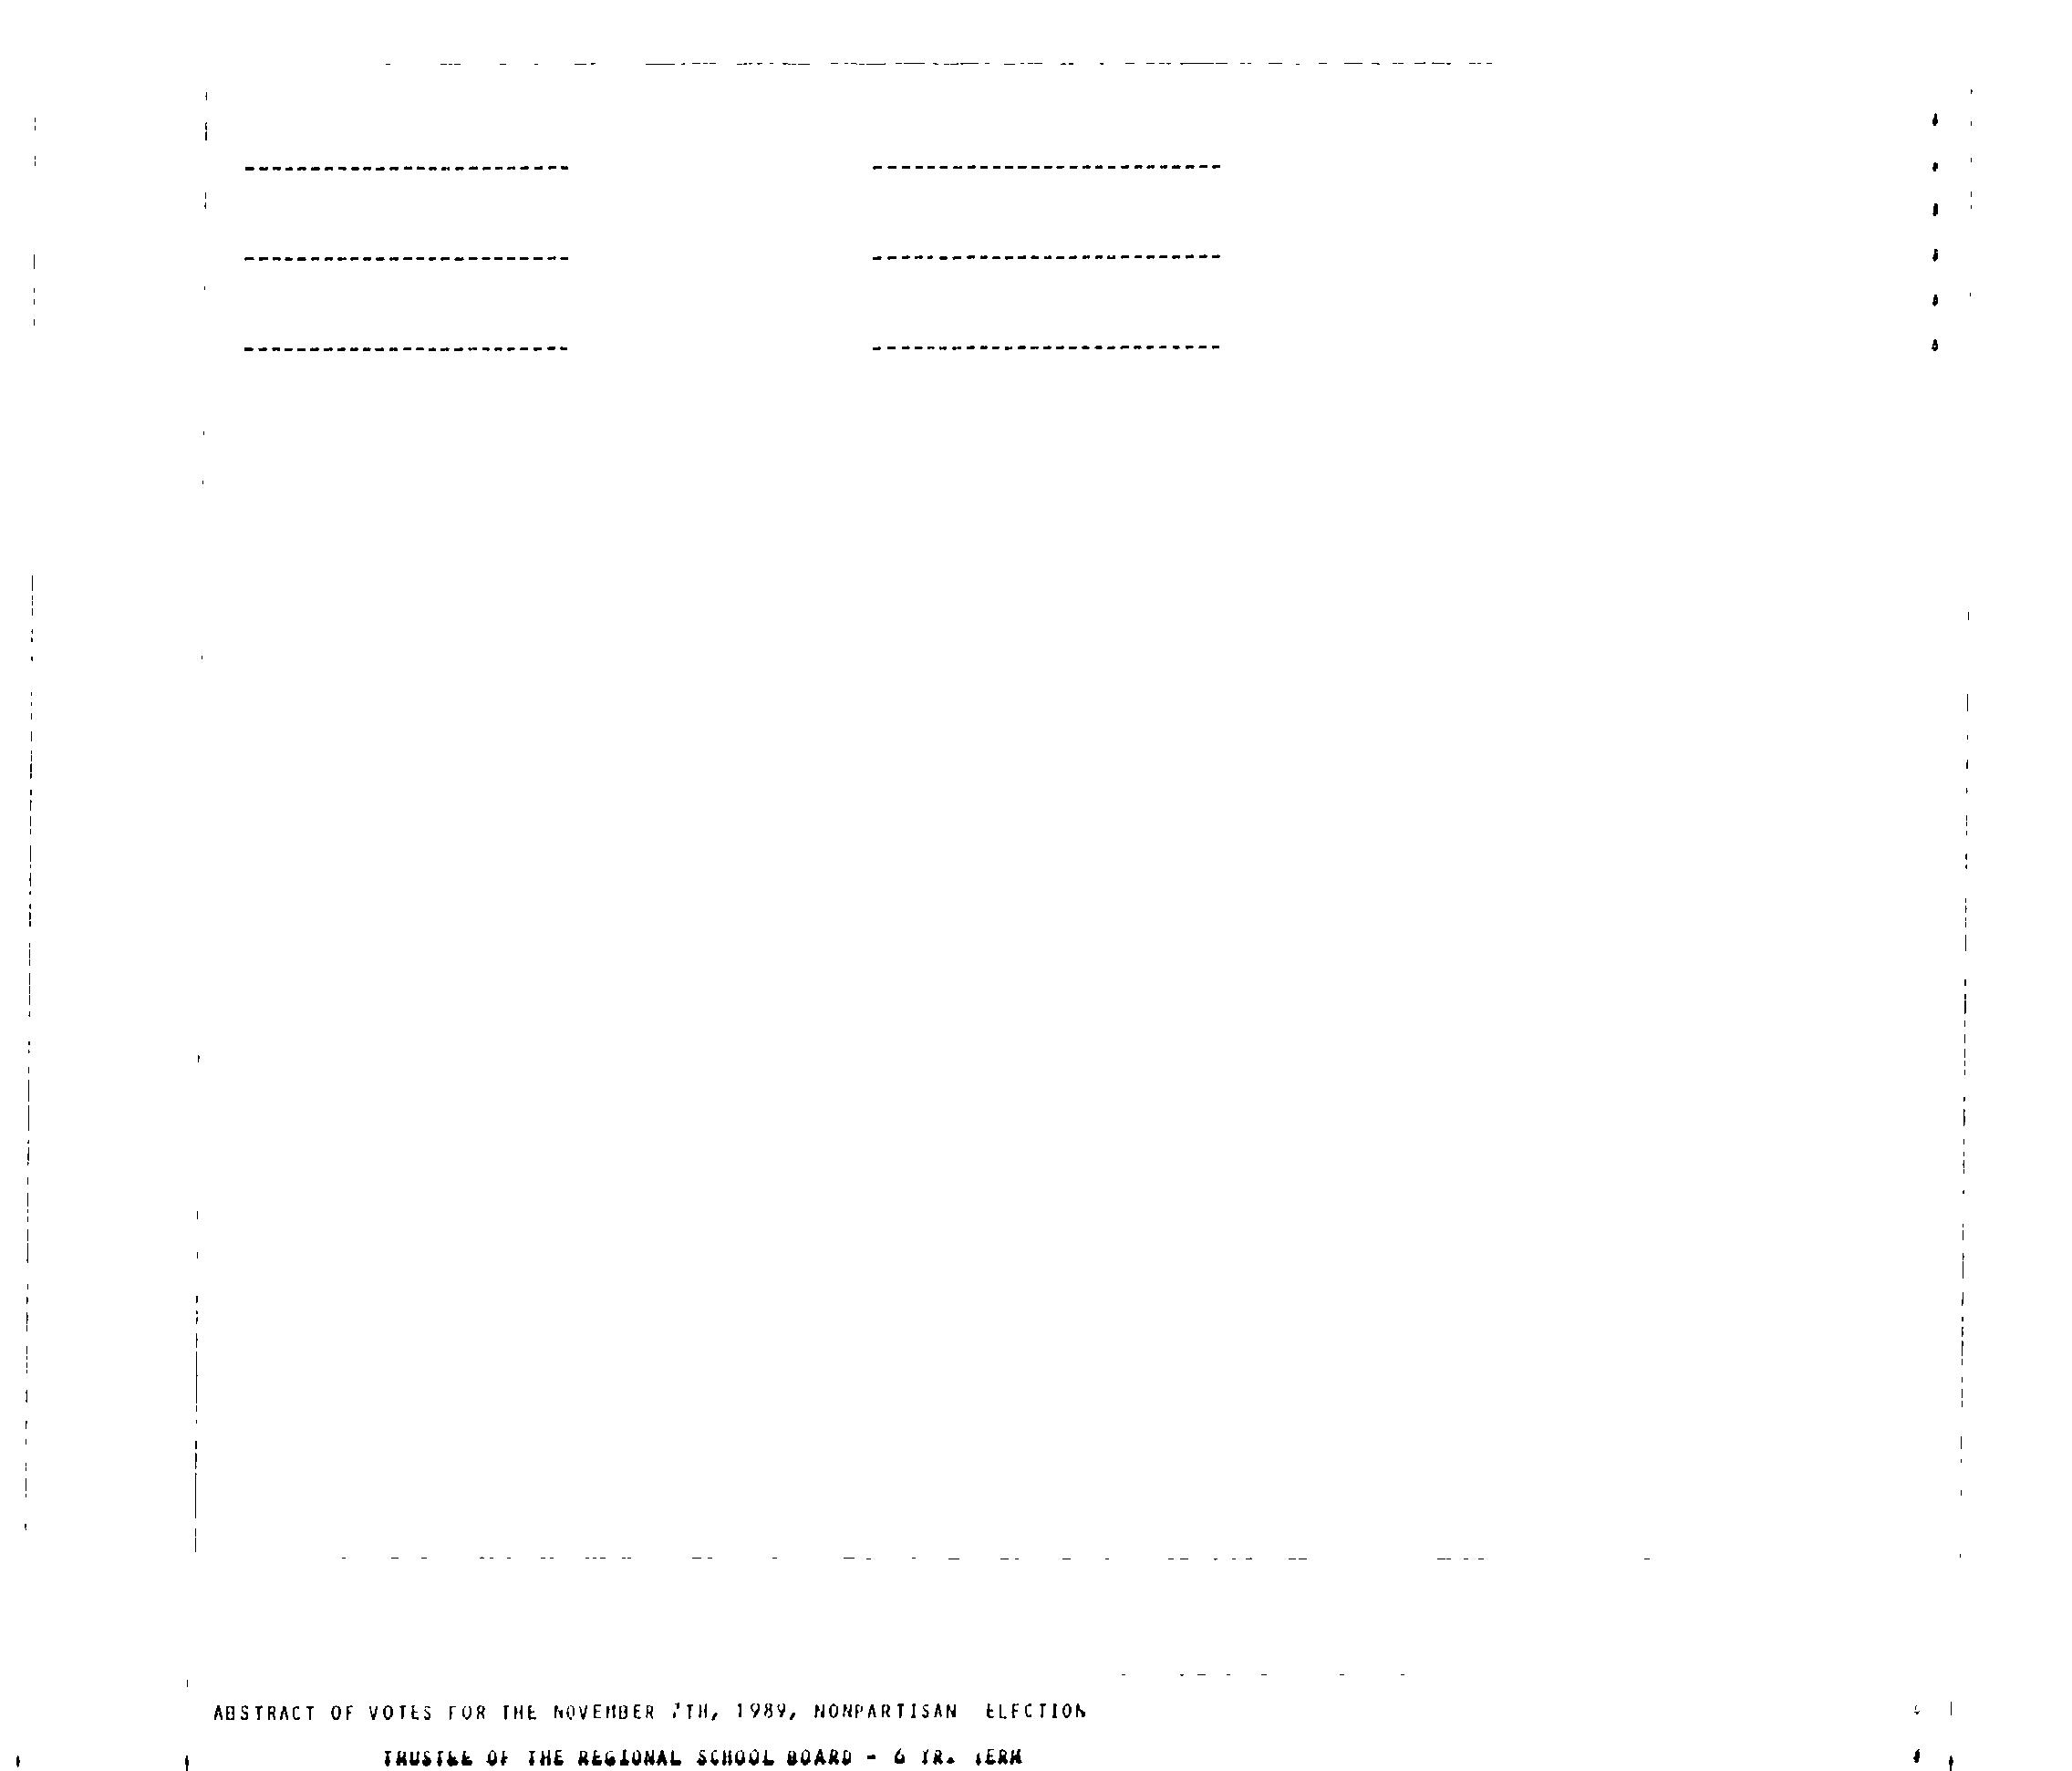 ABSTRACT OF VOTES FOR THE NOVEMBER 7TH, 1989, NONPARTISAN ELECTION
TRUSTEE OF THE REGIONAL SCHOOL BOARD - 6 YR. TERM